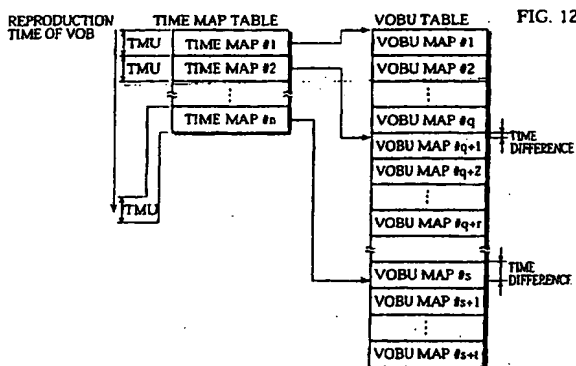 FIG. 12
REPRODUCTION
TIME OF VOB
TIME MAP TABLE
TMU
TIME MAP #1
TMU
TIME MAP #2
TIME MAP #n
TMU
VOBU TABLE
VOBU MAP #1
VOBU MAP #2
VOBU MAP #q
VOBU MAP #q+1
VOBU MAP #q+2
VOBU MAP #q+r
VOBU MAP #s
VOBU MAP #s+1
VOBU MAP #s+t
TIME
DIFFERENCE
TIME
DIFFERENCE